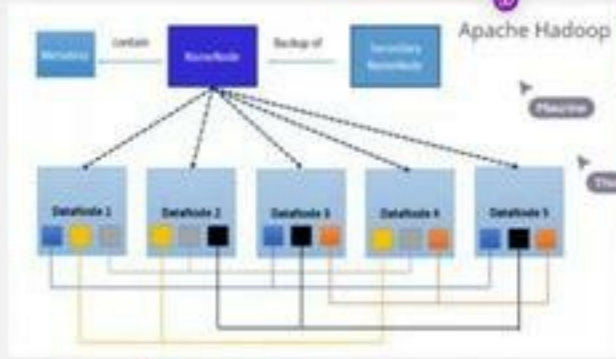 Apache Hadoop
Metadata
contain
NameNode
Backup of
Secondary
NameNode
Maurine
DataNode 1
DataNode 2
DataNode 3
DataNode 4
DataNode 5